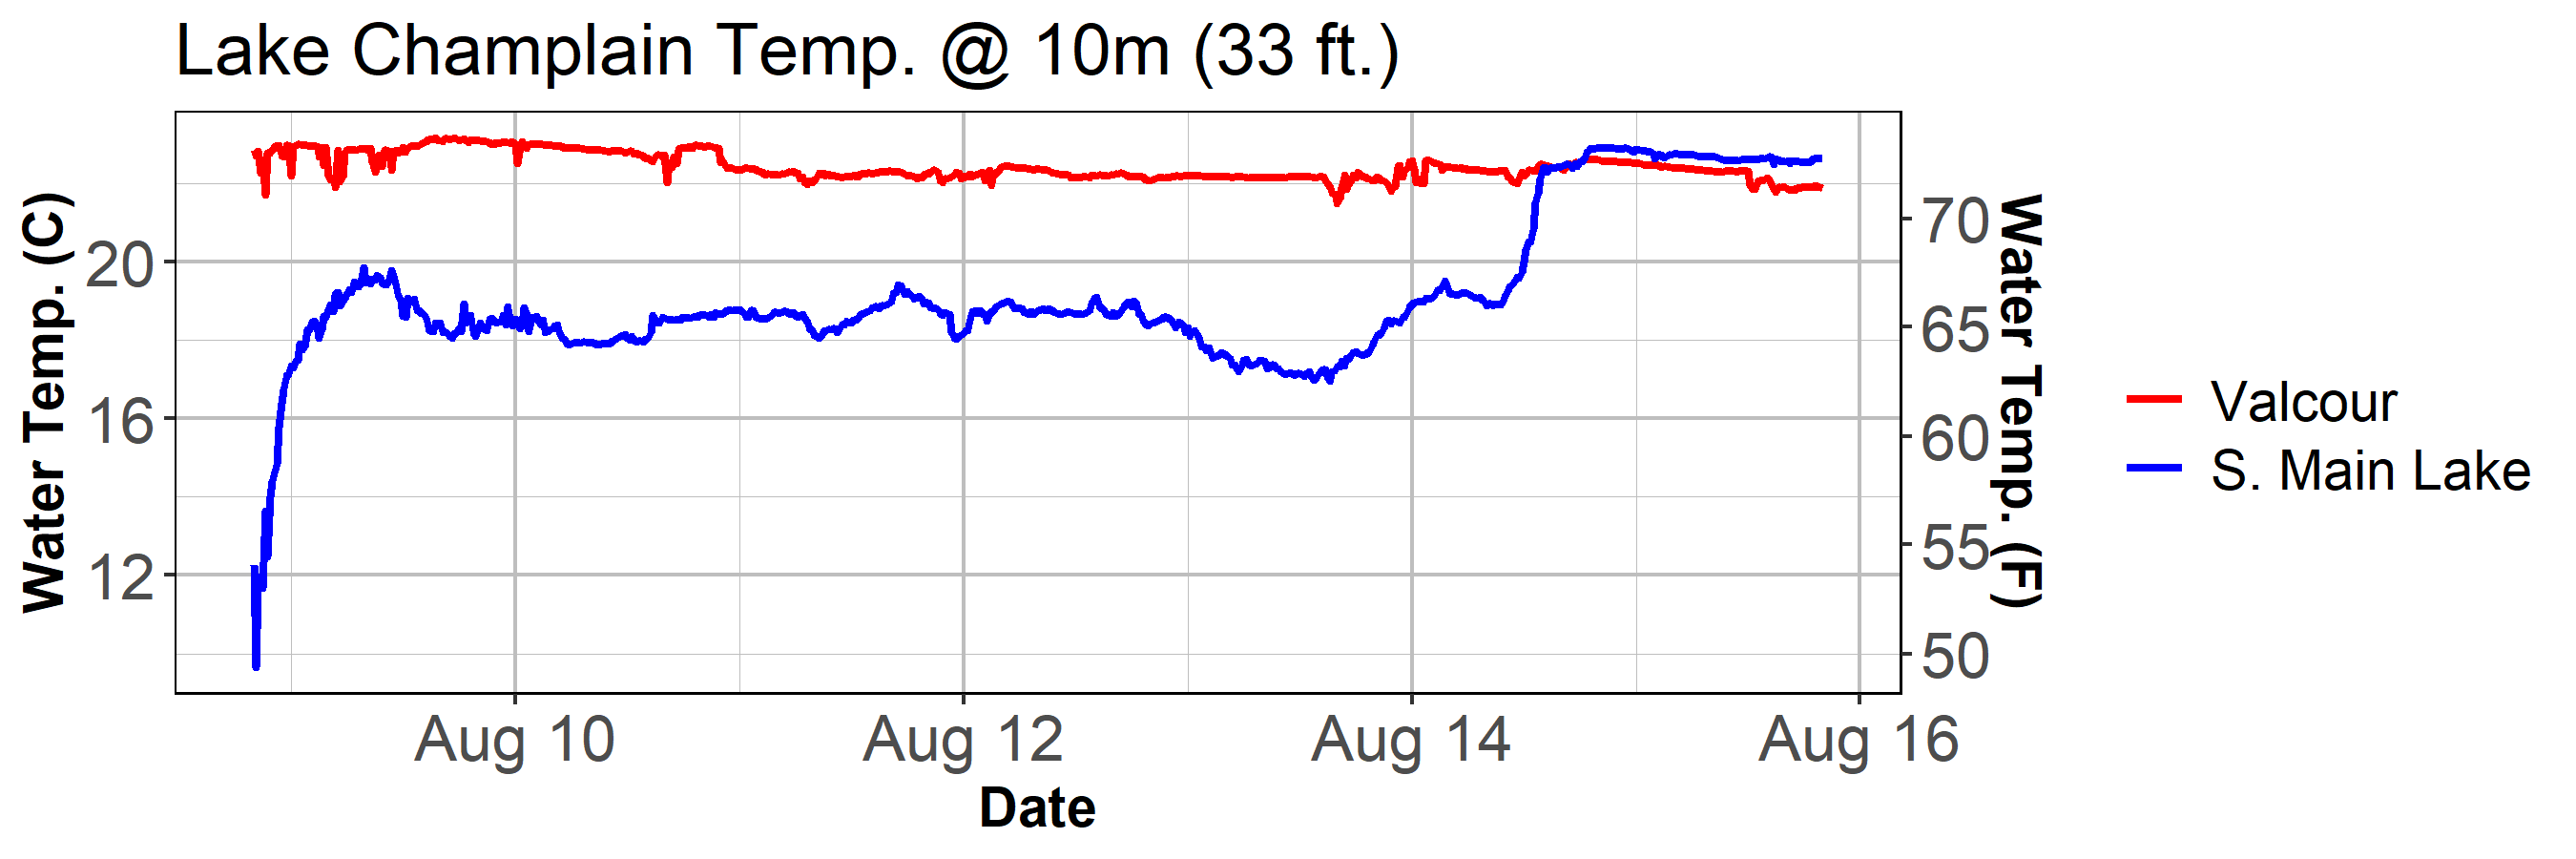 Lake Champlain Temp. @ 10m (33 ft.)
Water Temp. (C)
20
16
12
70
65
60
55
50
Water Temp. (F)
Aug 10
Aug 12
Aug 14
Aug 16
Date
Valcour
S. Main Lake